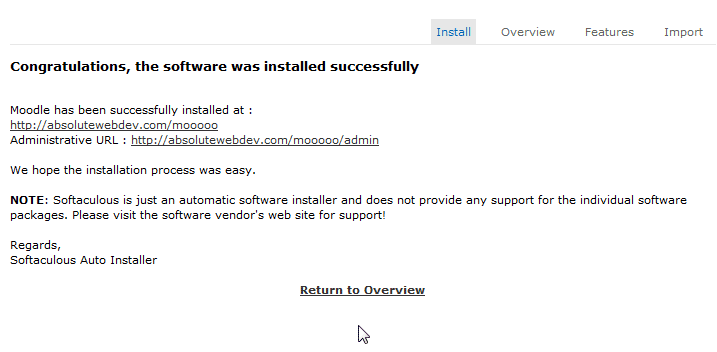 Install Overview Features Import
Congratulations, the software was installed successfully
Moodle has been successfully installed at :
http://absolutewebdev.com/mooooo
Administrative URL : http://absolutewebdev.com/mooooo/admin
We hope the installation process was easy.
NOTE: Softaculous is just an automatic software installer and does not provide any support for the individual software
packages. Please visit the software vendor's web site for support!
Regards,
Softaculous Auto Installer
Return to Overview